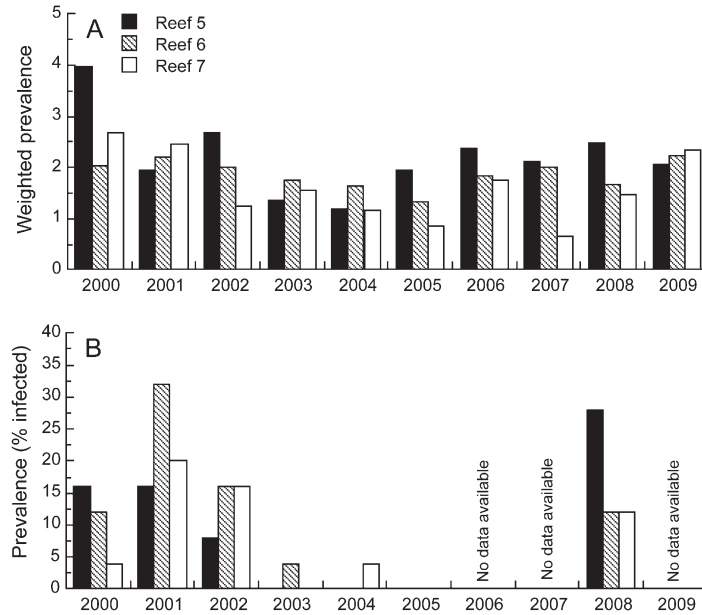 5
4
3
2
1
0
Weighted prevalence
A
Reef 5
Reef 6
Reef 7
2000 2001 2002 2003 2004 2005 2006 2007 2008 2009
40
35
30
25
20
15
10
5
0
Prevalence (% infected)
B
No data available
No data available
No data available
2000 2001 2002 2003 2004 2005 2006 2007 2008 2009